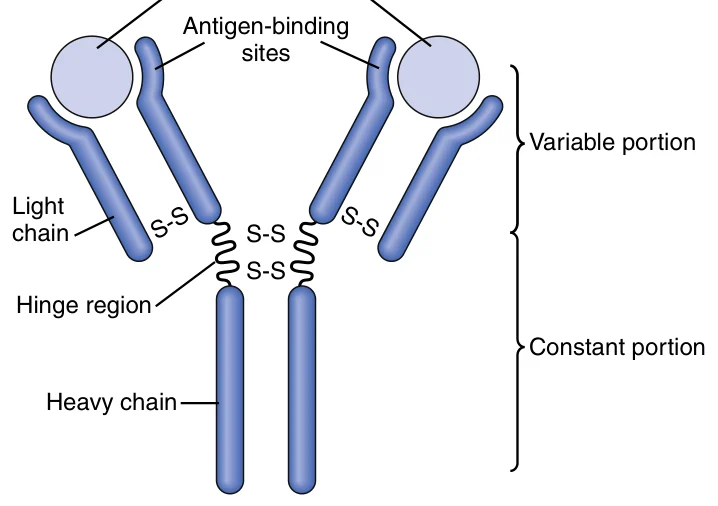 Antigen-binding
sites
Variable portion
Light
chain
S-S
S-S
S-S
S-S
Hinge region
Constant portion
Heavy chain